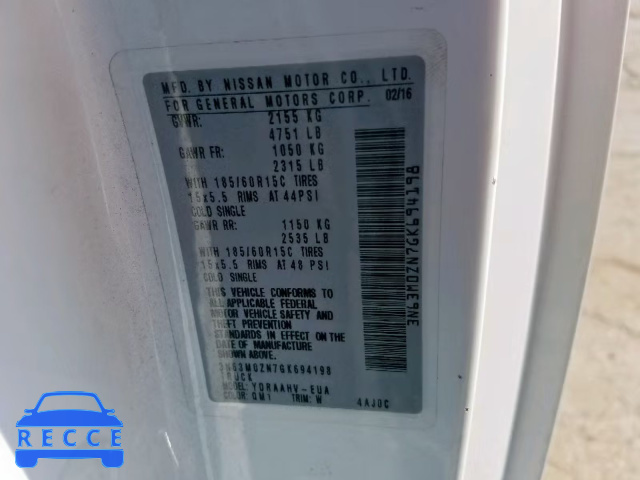 MFD. BY NISSAN MOTOR CO., LTD.
FOR GENERAL MOTORS CORP. 02/16
GVWR: 2155 KG
4751 LB
GAWR FR: 1050 KG
2315 LB
WITH 185/60R15C TIRES
15x5.5 RIMS AT 44PSI
COLD SINGLE
GAWR RR: 1150 KG
2535 LB
WITH 185/60R15C TIRES
15x5.5 RIMS AT 48 PSI
COLD SINGLE
THIS VEHICLE CONFORMS TO
ALL APPLICABLE FEDERAL
MOTOR VEHICLE SAFETY AND
THEFT PREVENTION
STANDARDS IN EFFECT ON
THE DATE OF MANUFACTURE
SHOWN ABOVE.
3N63M0ZN7GK694198
TRUCK
MODEL: YDRAAHV-EUA
COLOR: QM1 TRIM: W 4AJ0C
3N63M0ZN7GK694198
RECCE